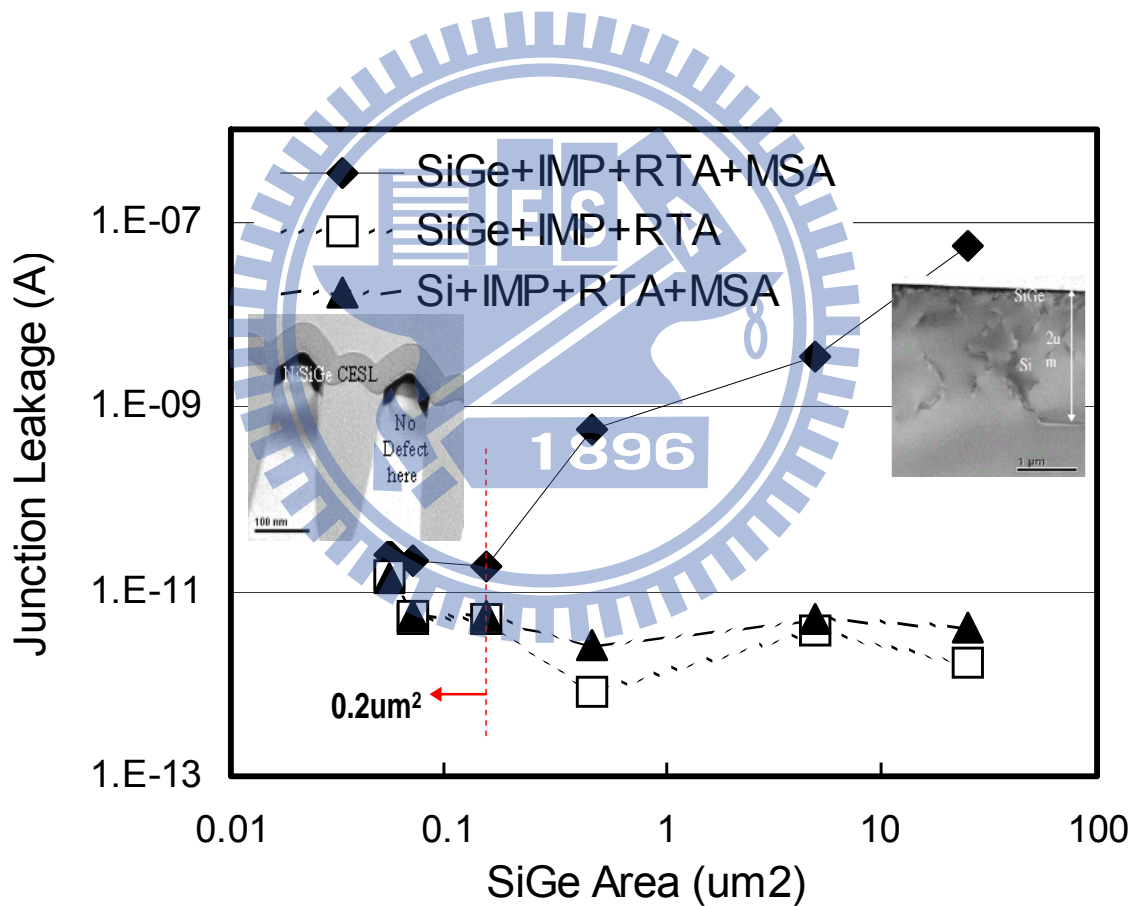 SiGe+IMP+RTA+MSA
SiGe+IMP+RTA
Si+IMP+RTA+MSA
Junction Leakage (A)
1.E-07
1.E-09
1.E-11
1.E-13
NiSiGe CESL
No
Defect
here
100 nm
SiGe
2u
m
Si
1 µm
ESA
8
1896
0.2um²
0.01
0.1
1
10
100
SiGe Area (um2)